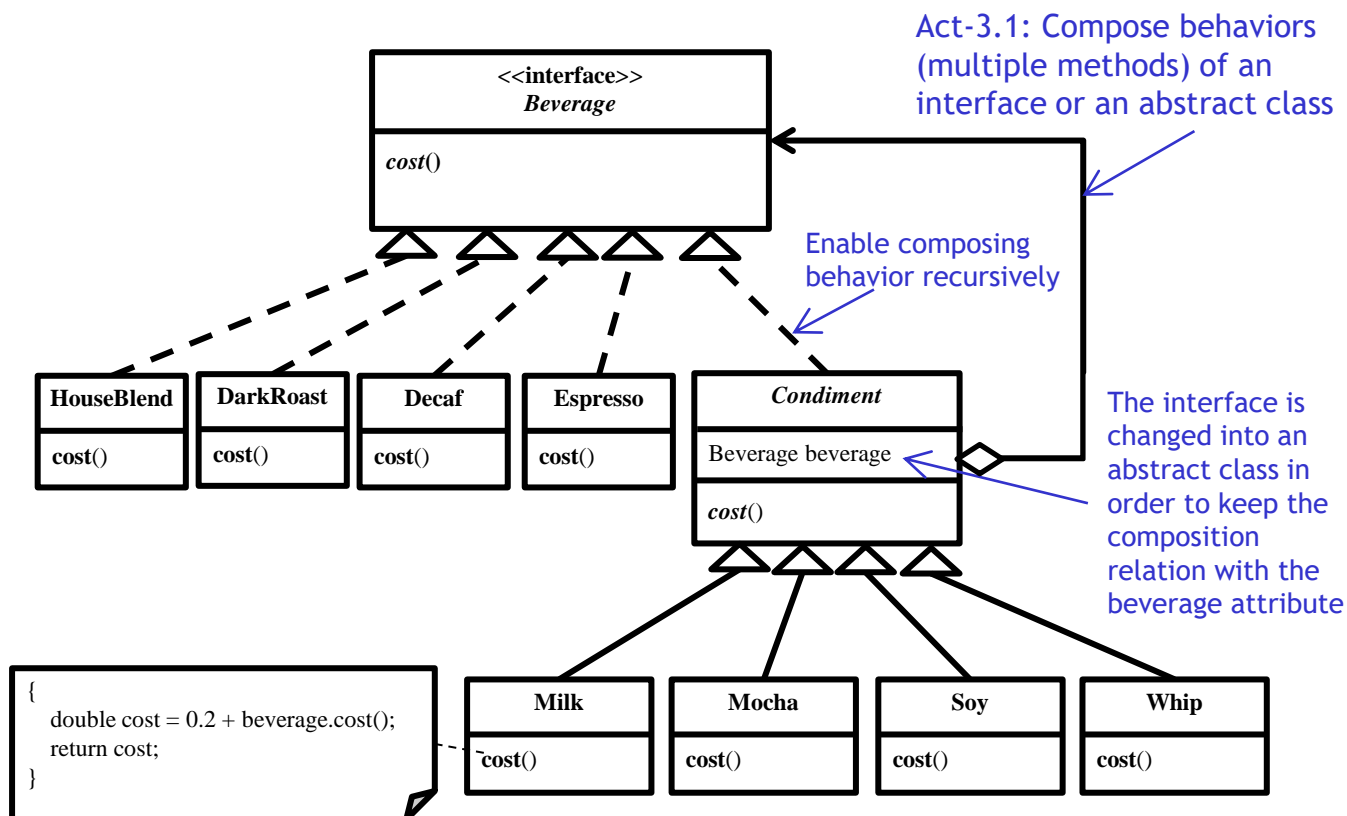 Act-3.1: Compose behaviors
(multiple methods) of an
interface or an abstract class
<<interface>>
Beverage
cost()
Enable composing
behavior recursively
HouseBlend
cost()
DarkRoast
cost()
Decaf
cost()
Espresso
cost()
Condiment
Beverage beverage
cost()
The interface is
changed into an
abstract class in
order to keep the
composition
relation with the
beverage attribute
{
double cost = 0.2 + beverage.cost();
return cost;
}
Milk
cost()
Mocha
cost()
Soy
cost()
Whip
cost()